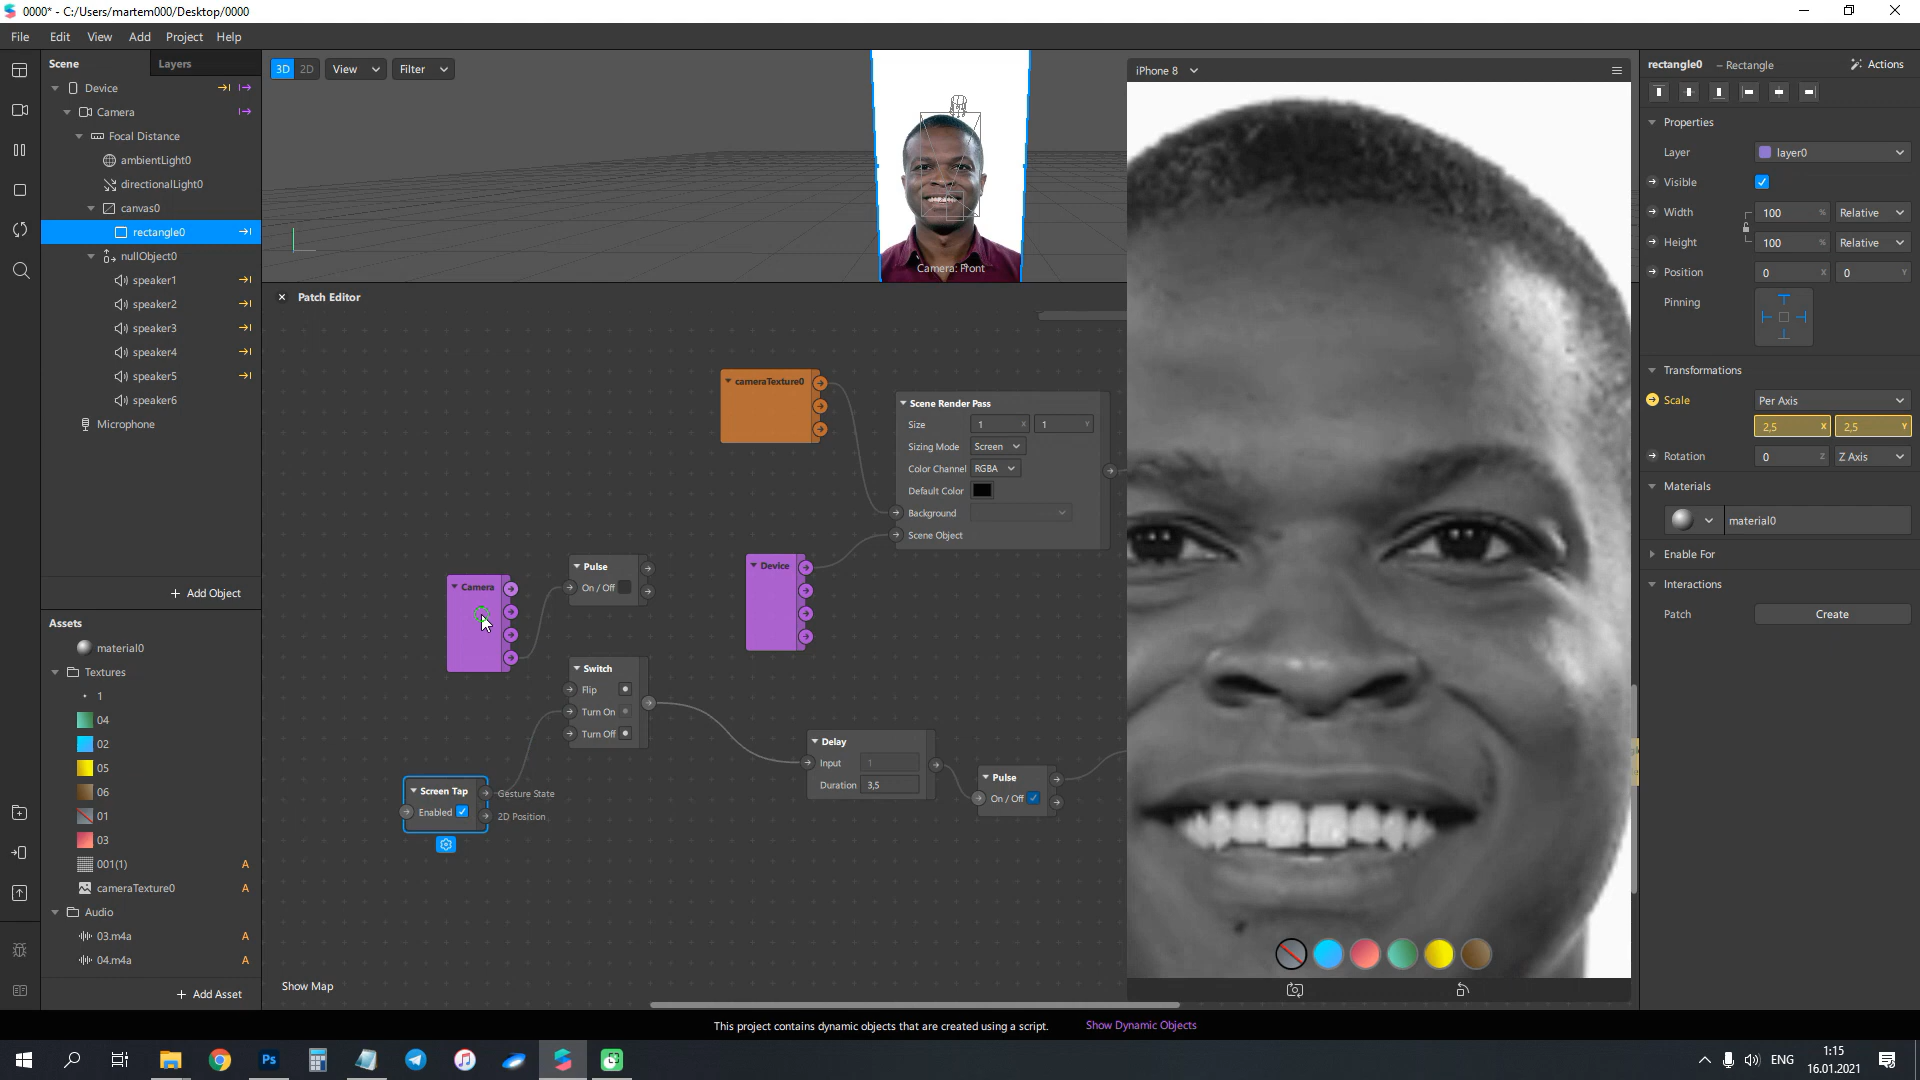 0000* - C:/Users/martem000/Desktop/0000
File Edit View Add Project Help
Scene Layers
Device
Camera
Focal Distance
ambientLight0
directionalLight0
canvas0
rectangle0
nullObject0
speaker1
speaker2
speaker3
speaker4
speaker5
speaker6
Microphone
+ Add Object
Assets
material0
Textures
1
04
02
05
06
01
03
001(1) A
cameraTexture0 A
Audio
03.m4a A
04.m4a A
+ Add Asset
3D 2D View Filter
Camera: Front
× Patch Editor
cameraTexture0
Scene Render Pass
Size 1 X 1 Y
Sizing Mode Screen
Color Channel RGBA
Default Color
Background
Scene Object
Camera
Pulse
On / Off
Device
Switch
Flip
Turn On
Turn Off
Delay
Input 1
Duration 3,5
Pulse
On / Off
Screen Tap
Enabled
Gesture State
2D Position
Show Map
iPhone 8
rectangle0 – Rectangle Actions
Properties
Layer layer0
Visible
Width 100 % Relative
Height 100 % Relative
Position 0 X 0 Y
Pinning
Transformations
Scale Per Axis
2,5 X 2,5 Y
Rotation 0 Z Z Axis
Materials
material0
Enable For
Interactions
Patch Create
This project contains dynamic objects that are created using a script. Show Dynamic Objects
Ps
ENG
1:15
16.01.2021